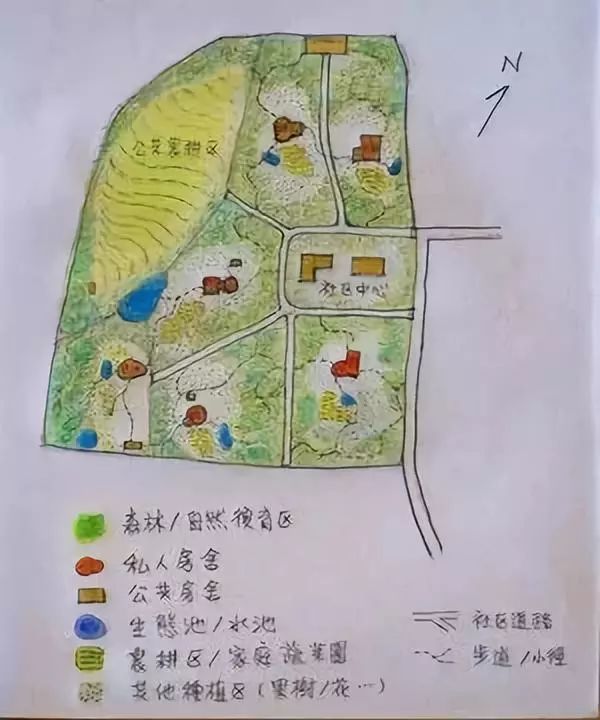 N
公共農耕区
社区中心
森林/自然復育区
私人房舍
公共房舍
生態池/水池
農耕区/家庭蔬菜園
其他種植区(果樹/花…)
社区道路
步道/小徑